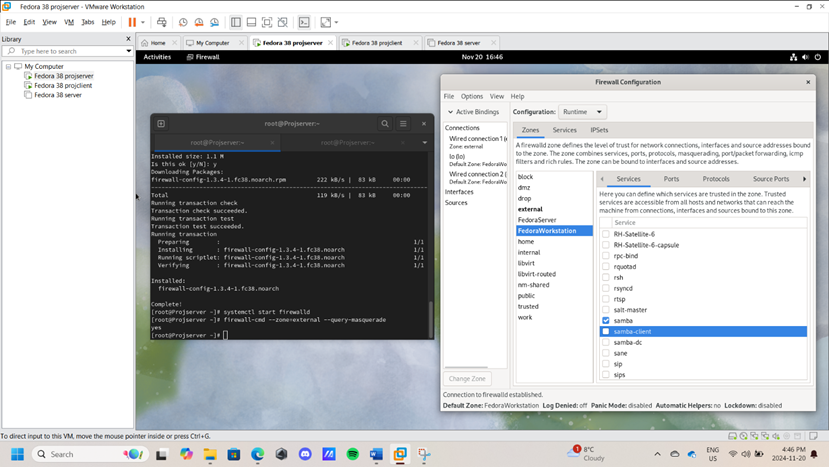 Fedora 38 projserver - VMware Workstation
File Edit View VM Tabs Help
Library
Type here to search
My Computer
Fedora 38 projserver
Fedora 38 projclient
Fedora 38 server
Home My Computer Fedora 38 projserver Fedora 38 projclient Fedora 38 server
Activities Firewall Nov 20 16:46
root@Projserver:~
root@Projserver:~ root@Projserver:~
Installed size: 1.1 M
Is this ok [y/N]: y
Downloading Packages:
firewall-config-1.3.4-1.fc38.noarch.rpm 222 kB/s | 83 kB 00:00
Total 119 kB/s | 83 kB 00:00
Running transaction check
Transaction check succeeded.
Running transaction test
Transaction test succeeded.
Running transaction
Preparing : 1/1
Installing : firewall-config-1.3.4-1.fc38.noarch 1/1
Running scriptlet: firewall-config-1.3.4-1.fc38.noarch 1/1
Verifying : firewall-config-1.3.4-1.fc38.noarch 1/1
Installed:
firewall-config-1.3.4-1.fc38.noarch
Complete!
[root@Projserver ~]# systemctl start firewalld
[root@Projserver ~]# firewall-cmd --zone=external --query-masquerade
yes
[root@Projserver ~]#
Firewall Configuration
File Options View Help
Active Bindings
Connections
Wired connection 1 (e
Zone: external
lo (lo)
Default Zone: FedoraWo
Wired connection 2 (
Default Zone: FedoraWo
Interfaces
Sources
Change Zone
Configuration: Runtime
Zones Services IPSets
A firewalld zone defines the level of trust for network connections, interfaces and source addresses bound
to the zone. The zone combines services, ports, protocols, masquerading, port/packet forwarding, icmp
filters and rich rules. The zone can be bound to interfaces and source addresses.
block
dmz
drop
external
FedoraServer
FedoraWorkstation
home
internal
libvirt
libvirt-routed
nm-shared
public
trusted
work
Services Ports Protocols Source Ports
Here you can define which services are trusted in the zone. Trusted
services are accessible from all hosts and networks that can reach the
machine from connections, interfaces and sources bound to this zone.
Service
RH-Satellite-6
RH-Satellite-6-capsule
rpc-bind
rquotad
rsh
rsyncd
rtsp
salt-master
samba
samba-client
samba-dc
sane
sip
sips
Connection to firewalld established.
Default Zone: FedoraWorkstation Log Denied: off Panic Mode: disabled Automatic Helpers: no Lockdown: disabled
To direct input to this VM, move the mouse pointer inside or press Ctrl+G.
Search
1
8°C
Cloudy
ENG
US
4:46 PM
2024-11-20